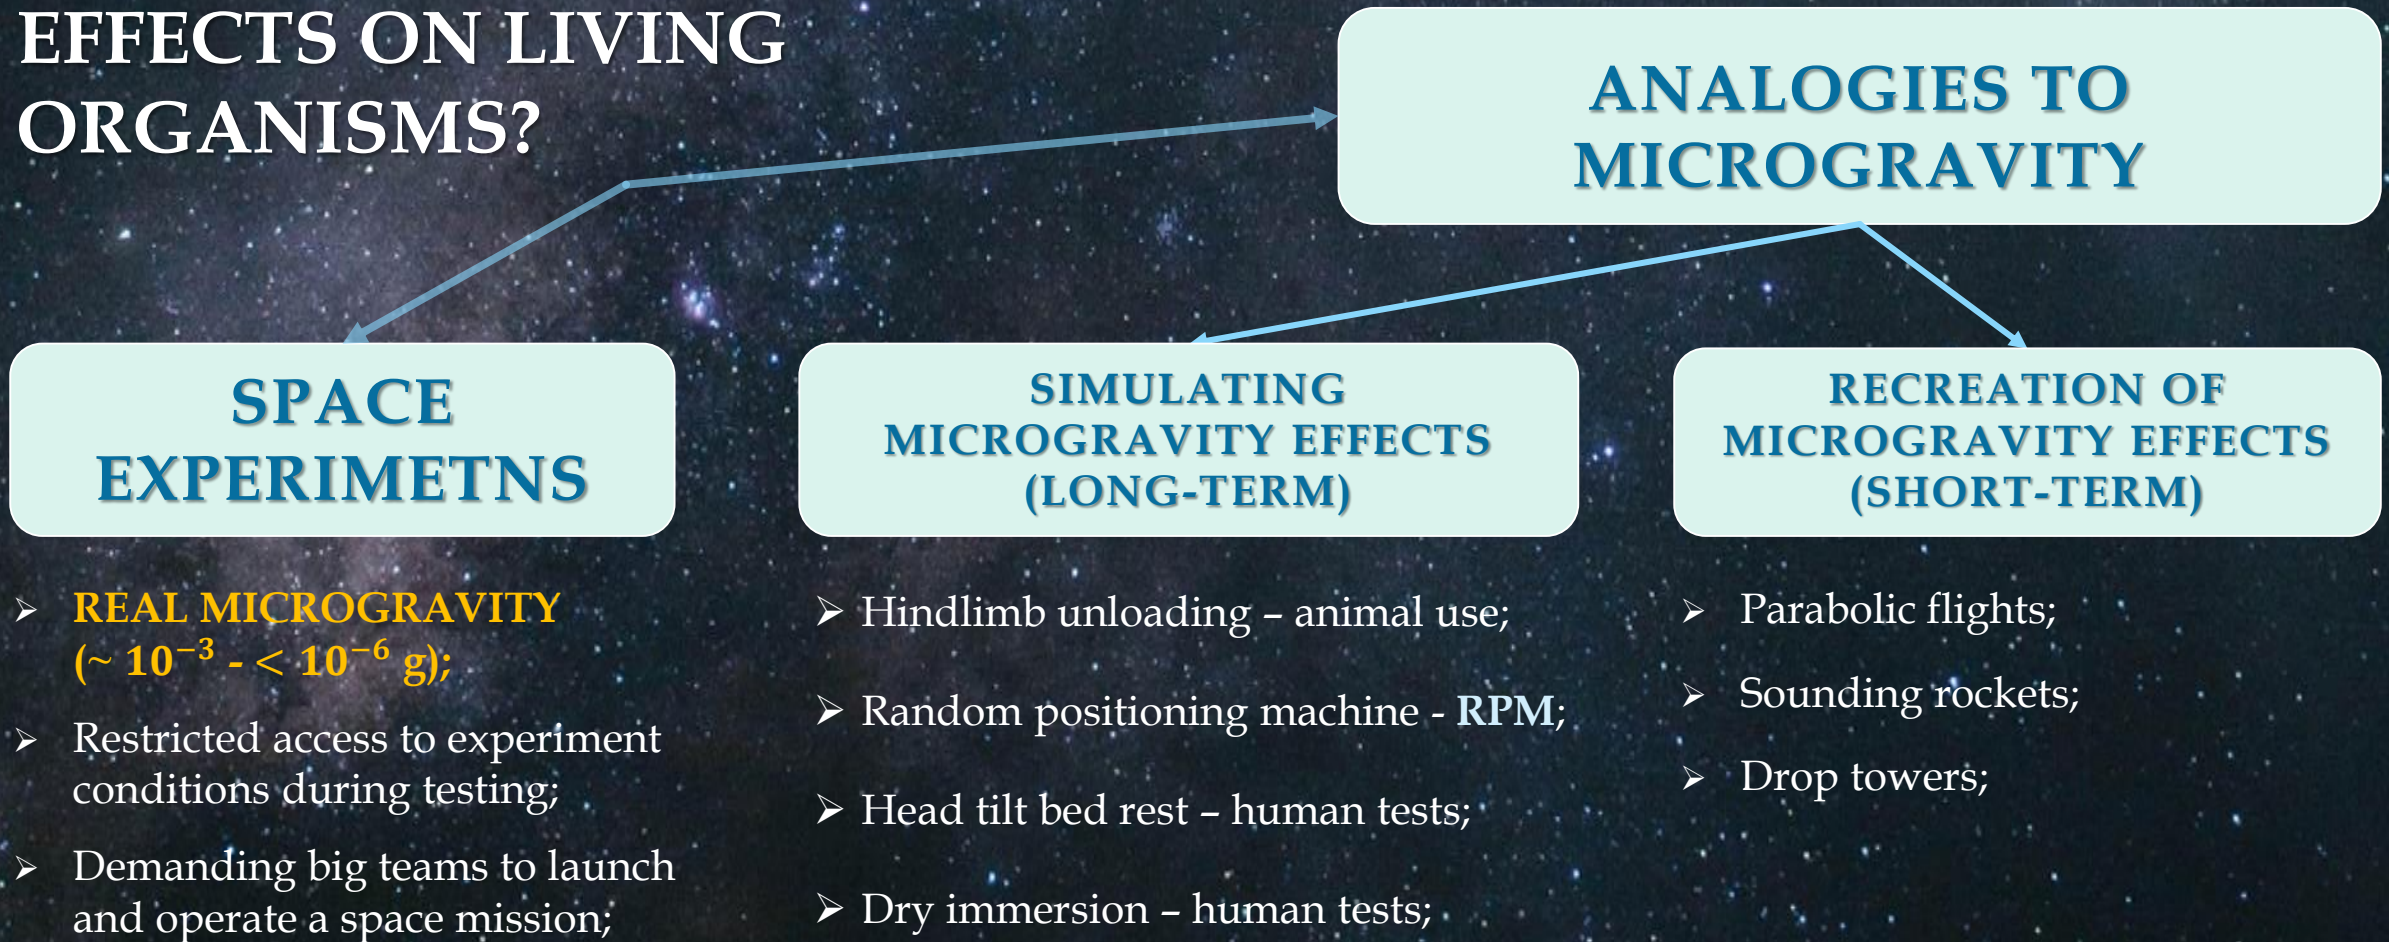 EFFECTS ON LIVING
ORGANISMS?
ANALOGIES TO
MICROGRAVITY
SPACE
EXPERIMETNS
➢ REAL MICROGRAVITY
(~ 10⁻³ - < 10⁻⁶ g);
➢ Restricted access to experiment
conditions during testing;
➢ Demanding big teams to launch
and operate a space mission;
SIMULATING
MICROGRAVITY EFFECTS
(LONG-TERM)
➢ Hindlimb unloading – animal use;
➢ Random positioning machine - RPM;
➢ Head tilt bed rest – human tests;
➢ Dry immersion – human tests;
RECREATION OF
MICROGRAVITY EFFECTS
(SHORT-TERM)
➢ Parabolic flights;
➢ Sounding rockets;
➢ Drop towers;